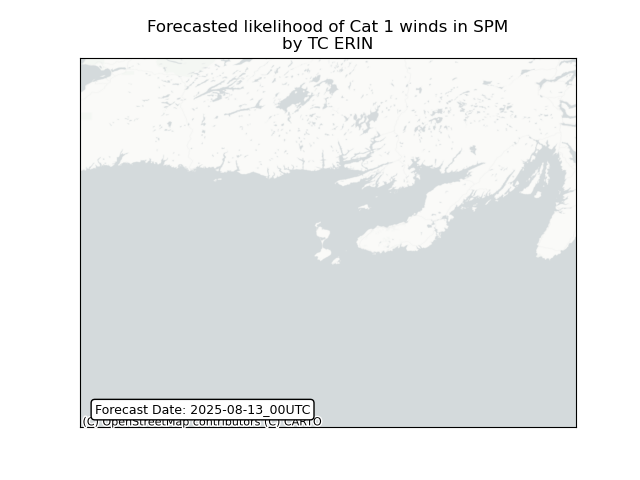 Forecasted likelihood of Cat 1 winds in SPM
by TC ERIN
Forecast Date: 2025-08-13_00UTC
(C) OpenStreetMap contributors (C) CARTO